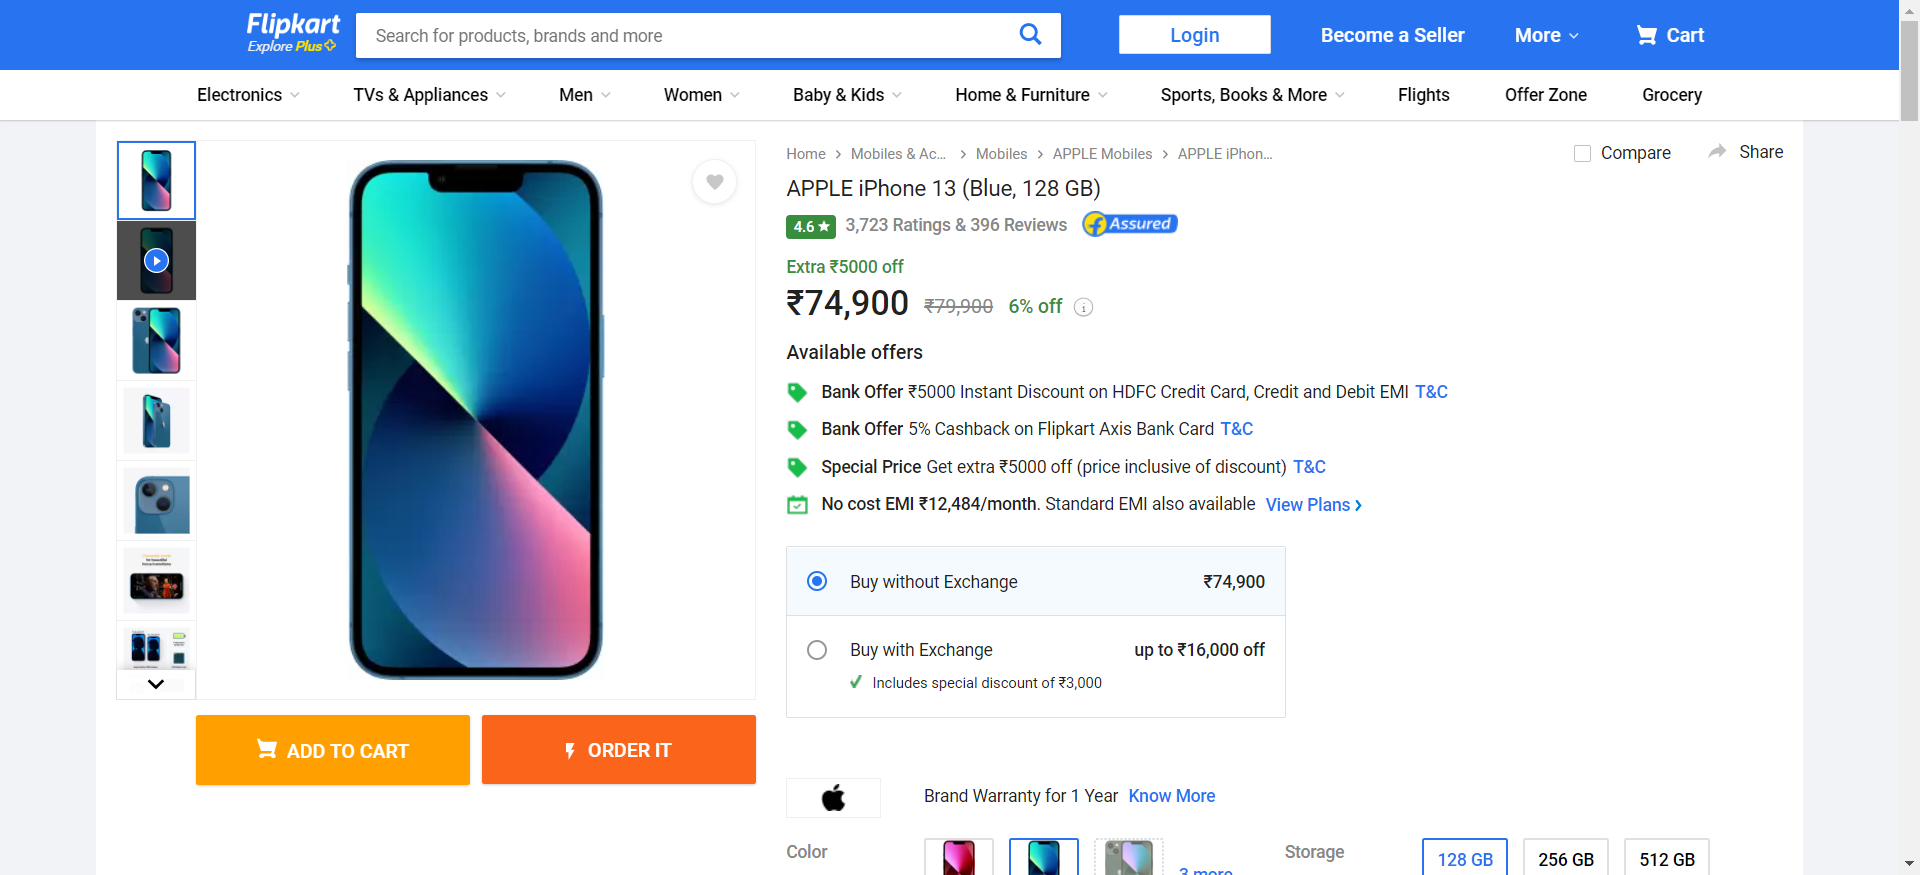 Flipkart
Explore Plus
Search for products, brands and more
Login
Become a Seller
More
Cart
Electronics
TVs & Appliances
Men
Women
Baby & Kids
Home & Furniture
Sports, Books & More
Flights
Offer Zone
Grocery
Home > Mobiles & Ac... > Mobiles > APPLE Mobiles > APPLE iPhon...
Compare
Share
APPLE iPhone 13 (Blue, 128 GB)
4.6 ★ 3,723 Ratings & 396 Reviews f Assured
Extra ₹5000 off
₹74,900 ₹79,900 6% off i
Available offers
Bank Offer ₹5000 Instant Discount on HDFC Credit Card, Credit and Debit EMI T&C
Bank Offer 5% Cashback on Flipkart Axis Bank Card T&C
Special Price Get extra ₹5000 off (price inclusive of discount) T&C
No cost EMI ₹12,484/month. Standard EMI also available View Plans >
Buy without Exchange ₹74,900
Buy with Exchange up to ₹16,000 off
Includes special discount of ₹3,000
ADD TO CART
ORDER IT
Brand Warranty for 1 Year Know More
Color
3 more
Storage
128 GB
256 GB
512 GB